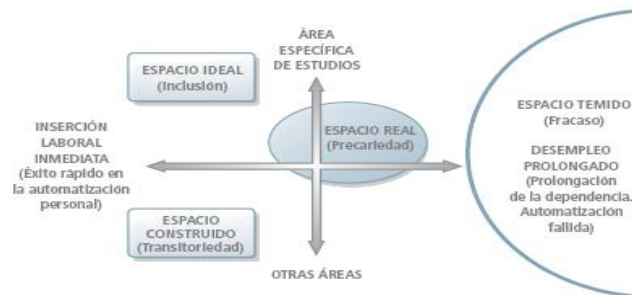 ÁREA
ESPECÍFICA
DE ESTUDIOS
ESPACIO IDEAL
(Inclusión)
INSERCIÓN
LABORAL
INMEDIATA
(Éxito rápido en
la automatización
personal)
ESPACIO REAL
(Precariedad)
ESPACIO TEMIDO
(Fracaso)
DESEMPLEO
PROLONGADO
(Prolongación
de la dependencia.
Automatización
fallida)
ESPACIO
CONSTRUIDO
(Transitoriedad)
OTRAS ÁREAS